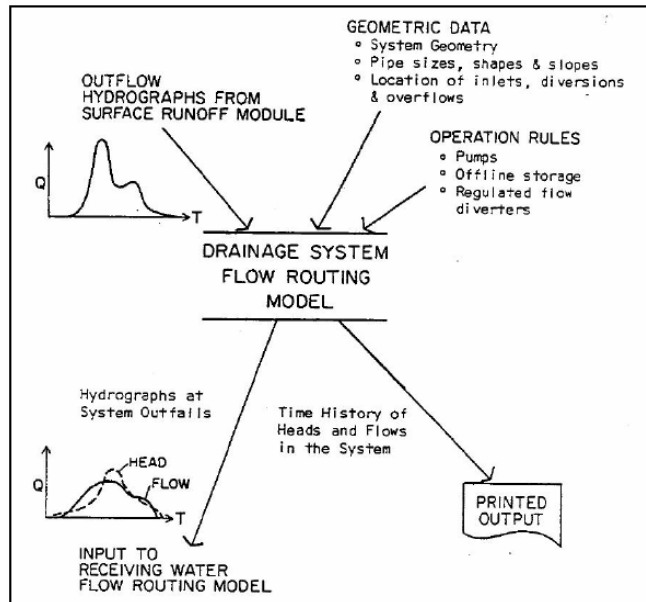 GEOMETRIC DATA
° System Geometry
° Pipe sizes, shapes & slopes
° Location of inlets, diversions
& overflows
OUTFLOW
HYDROGRAPHS FROM
SURFACE RUNOFF MODULE
OPERATION RULES
° Pumps
° Offline storage
° Regulated flow
diverters
Q
T
DRAINAGE SYSTEM
FLOW ROUTING
MODEL
Hydrographs at
System Outfalls
Time History of
Heads and Flows
in the System
HEAD
FLOW
Q
T
PRINTED
OUTPUT
INPUT TO
RECEIVING WATER
FLOW ROUTING MODEL